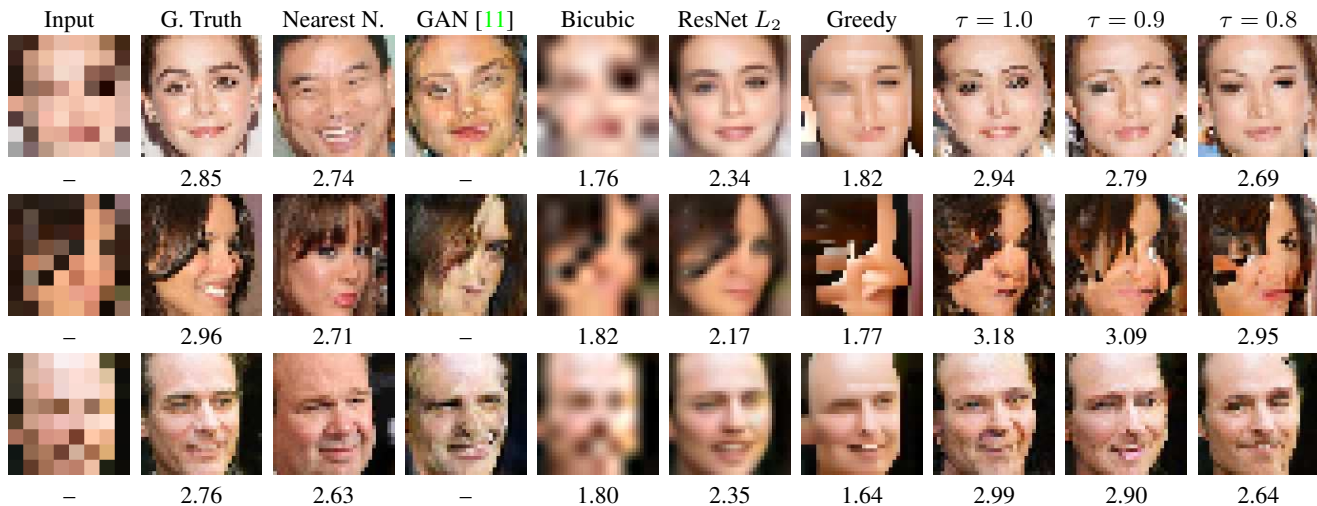 Input G. Truth Nearest N. GAN [11] Bicubic ResNet L₂ Greedy τ = 1.0 τ = 0.9 τ = 0.8
– 2.85 2.74 – 1.76 2.34 1.82 2.94 2.79 2.69
– 2.96 2.71 – 1.82 2.17 1.77 3.18 3.09 2.95
– 2.76 2.63 – 1.80 2.35 1.64 2.99 2.90 2.64